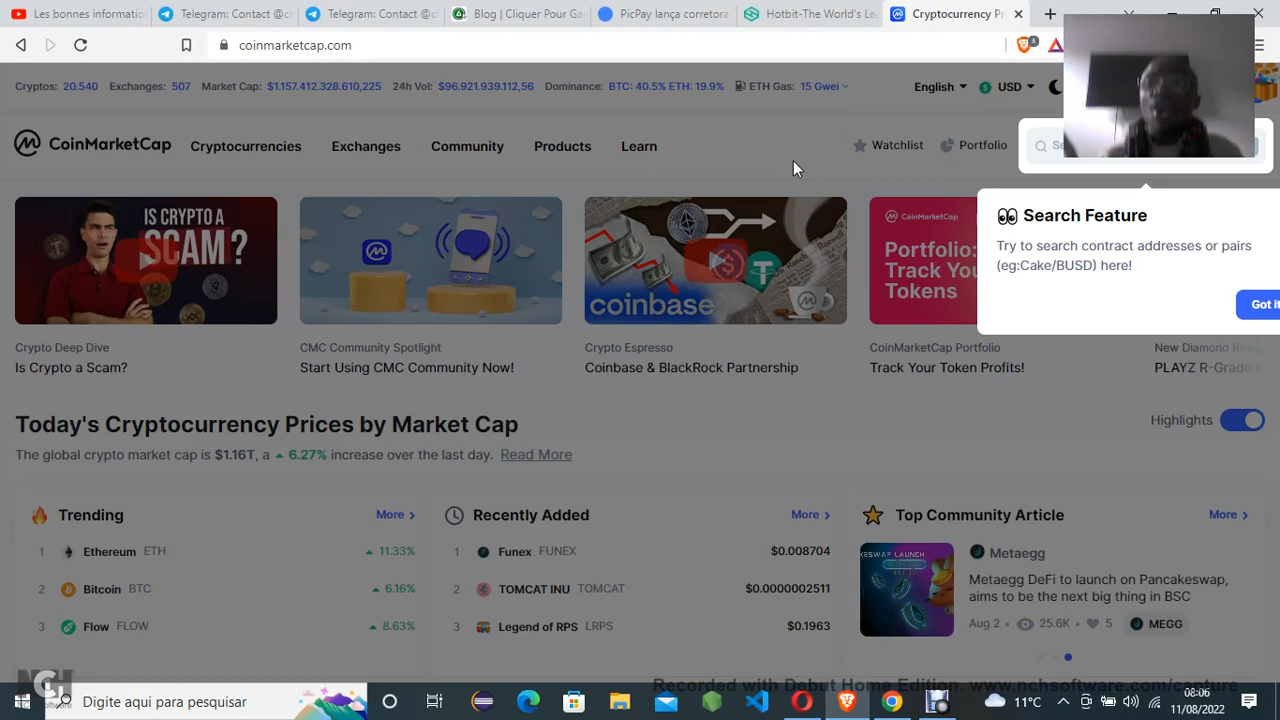 Les bonnes information
Telegram: Contact @cl
Telegram: Contact @cl
Blog | Cliquer Pour Ga
PicPay lança corretora
Hotbit-The World's Le
Cryptocurrency Pr
coinmarketcap.com
3
Cryptos: 20.540 Exchanges: 507 Market Cap: $1.157.412.328.610,225 24h Vol: $96.921.939.112,56 Dominance: BTC: 40.5% ETH: 19.9% ETH Gas: 15 Gwei English USD
CoinMarketCap Cryptocurrencies Exchanges Community Products Learn Watchlist Portfolio Se
Search Feature
Try to search contract addresses or pairs
(eg:Cake/BUSD) here!
Got it
IS CRYPTO A
SCAM?
coinbase
CoinMarketCap
Portfolio:
Track You
Tokens
Crypto Deep Dive
Is Crypto a Scam?
CMC Community Spotlight
Start Using CMC Community Now!
Crypto Espresso
Coinbase & BlackRock Partnership
CoinMarketCap Portfolio
Track Your Token Profits!
New Diamond Rew
PLAYZ R-Grade
Today's Cryptocurrency Prices by Market Cap
Highlights
The global crypto market cap is $1.16T, a 6.27% increase over the last day. Read More
Trending More
1 Ethereum ETH 11.33%
2 Bitcoin BTC 6.16%
3 Flow FLOW 8.63%
Recently Added More
1 Funex FUNEX $0.008704
2 TOMCAT INU TOMCAT $0.0000002511
3 Legend of RPS LRPS $0.1963
Top Community Article More
KESWAP LAUNCH
Metaegg
Metaegg DeFi to launch on Pancakeswap,
aims to be the next big thing in BSC
Aug 2 • 25.6K • 5 MEGG
NCH
Recorded with Debut Home Edition. www.nchsoftware.com/capture
Digite aqui para pesquisar
11°C
08:06
11/08/2022